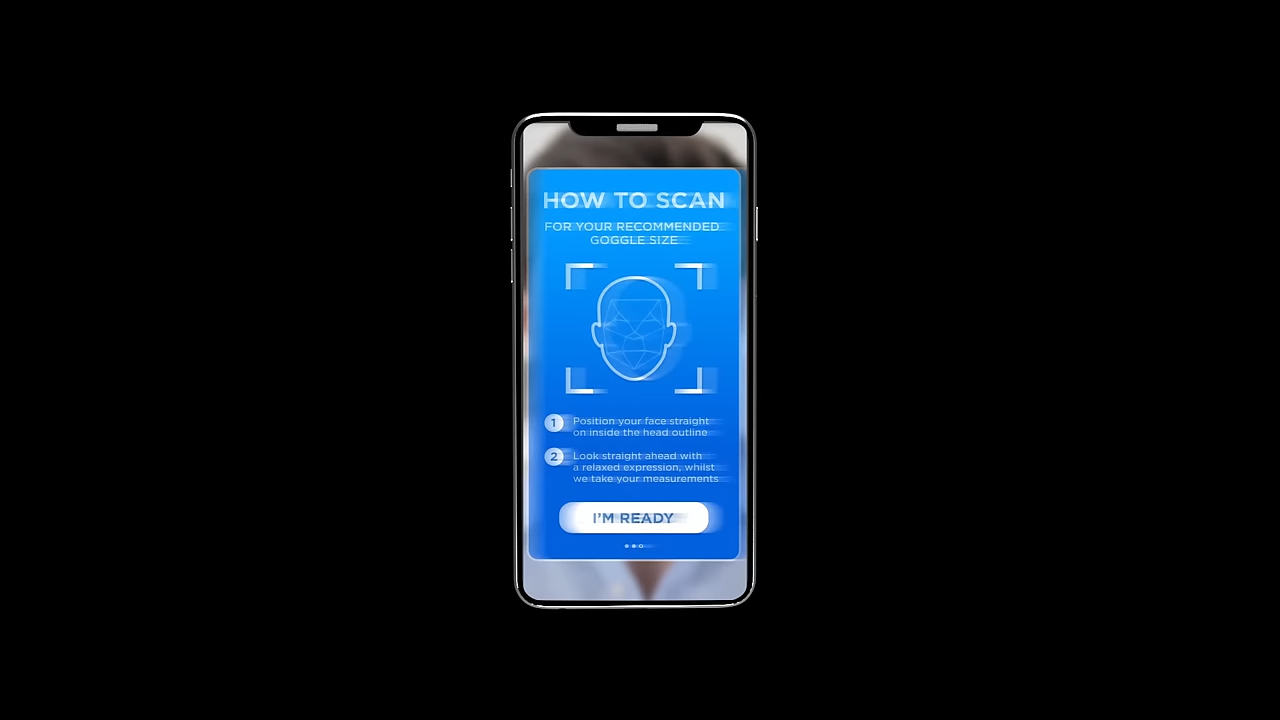 HOW TO SCAN
FOR YOUR RECOMMENDED
GOGGLE SIZE
1 Position your face straight
on inside the head outline
2 Look straight ahead with
a relaxed expression, whilst
we take your measurements
I'M READY